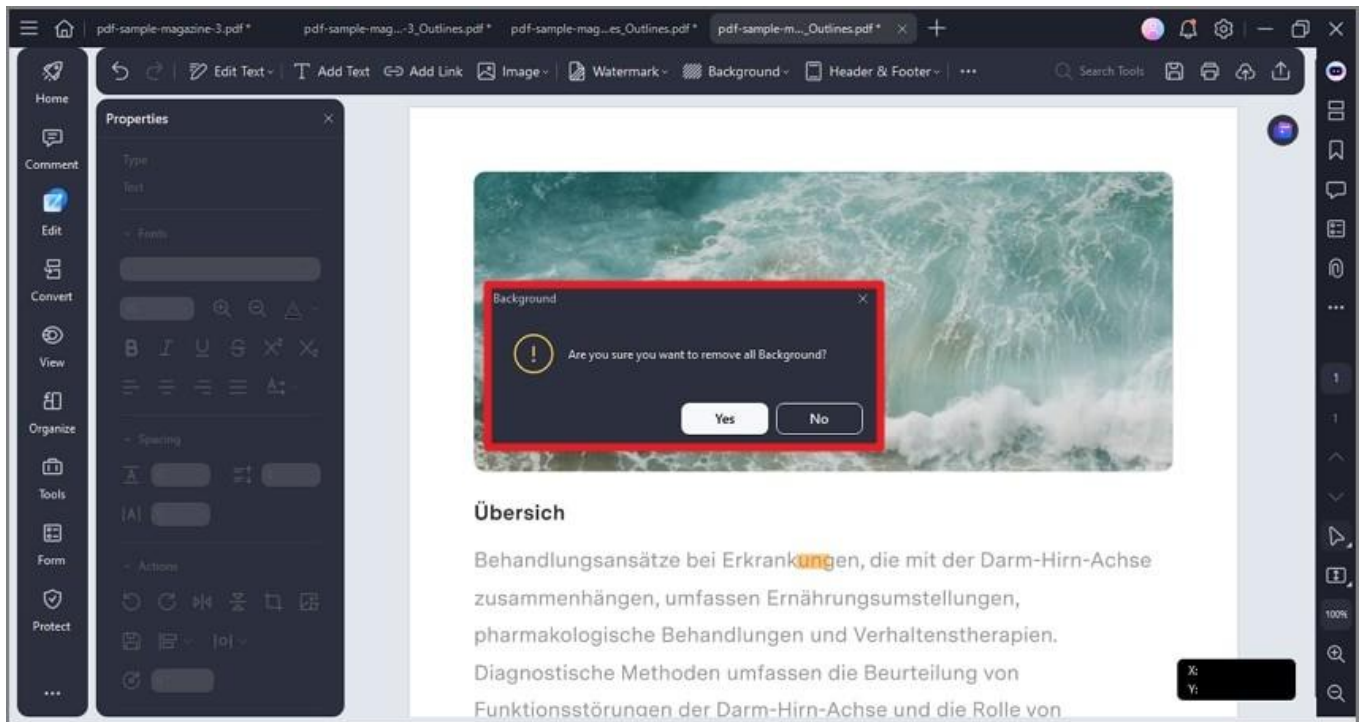 pdf-sample-magazine-3.pdf *
pdf-sample-mag...-3_Outlines.pdf *
pdf-sample-mag...es_Outlines.pdf *
pdf-sample-m..._Outlines.pdf *
Edit Text
Add Text
Add Link
Image
Watermark
Background
Header & Footer
Search Tools
Home
Comment
Edit
Convert
View
Organize
Tools
Form
Protect
Properties
Type
Text
Fonts
B I U S X² X₂
Spacing
Actions
Background
Are you sure you want to remove all Background?
Yes
No
Übersich
Behandlungsansätze bei Erkrankungen, die mit der Darm-Hirn-Achse
zusammenhängen, umfassen Ernährungsumstellungen,
pharmakologische Behandlungen und Verhaltenstherapien.
Diagnostische Methoden umfassen die Beurteilung von
Funktionsstörungen der Darm-Hirn-Achse und die Rolle von
1
1
100%
X:
Y: